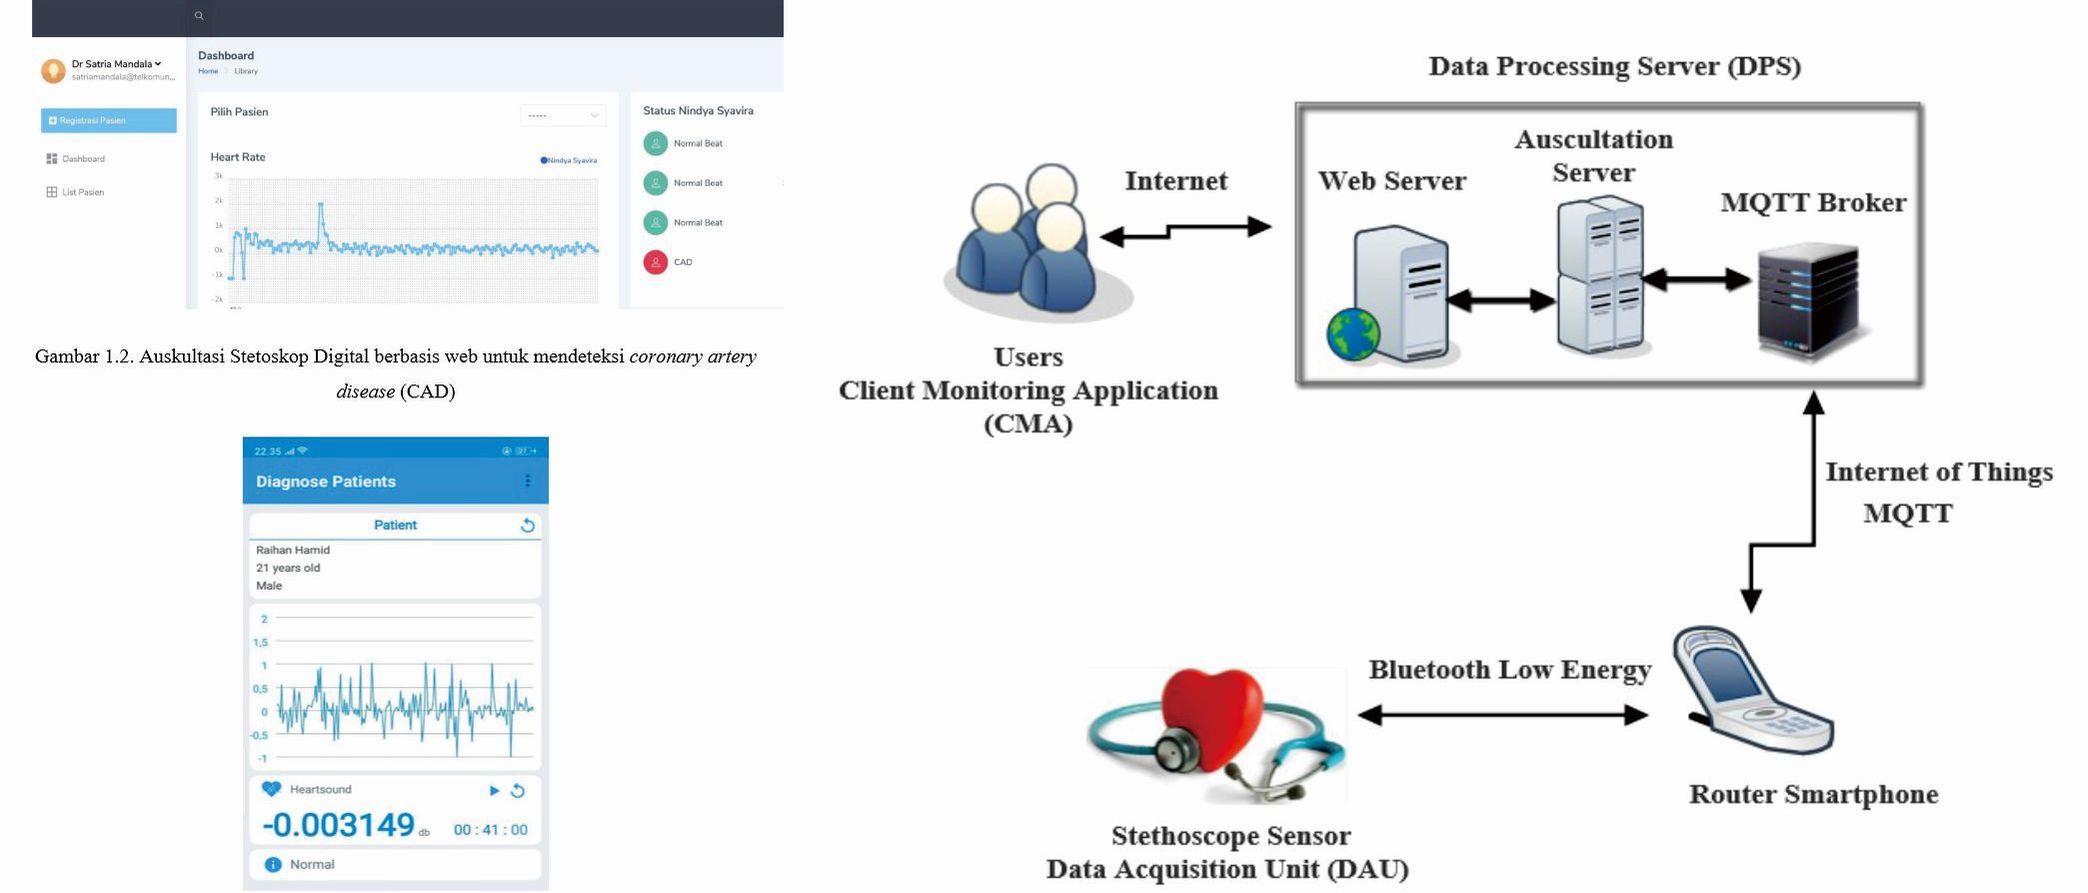 Dr Satria Mandala
satriamandala@telkomun...
Registrasi Pasien
Dashboard
List Pasien
Dashboard
Home
Library
Pilih Pasien
-----
Heart Rate
Nindya Syavira
3k
2k
1k
0k
-1k
-2k
Status Nindya Syavira
Normal Beat
Normal Beat
Normal Beat
CAD
Gambar 1.2. Auskultasi Stetoskop Digital berbasis web untuk mendeteksi coronary artery
disease (CAD)
22.35
Diagnose Patients
Patient
Raihan Hamid
21 years old
Male
2
1,5
1
0,5
0
-0,5
-1
Heartsound
-0.003149 db
00 : 41 : 00
Normal
Data Processing Server (DPS)
Auscultation
Server
Web Server
MQTT Broker
Internet
Users
Client Monitoring Application
(CMA)
Internet of Things
MQTT
Bluetooth Low Energy
Router Smartphone
Stethoscope Sensor
Data Acquisition Unit (DAU)